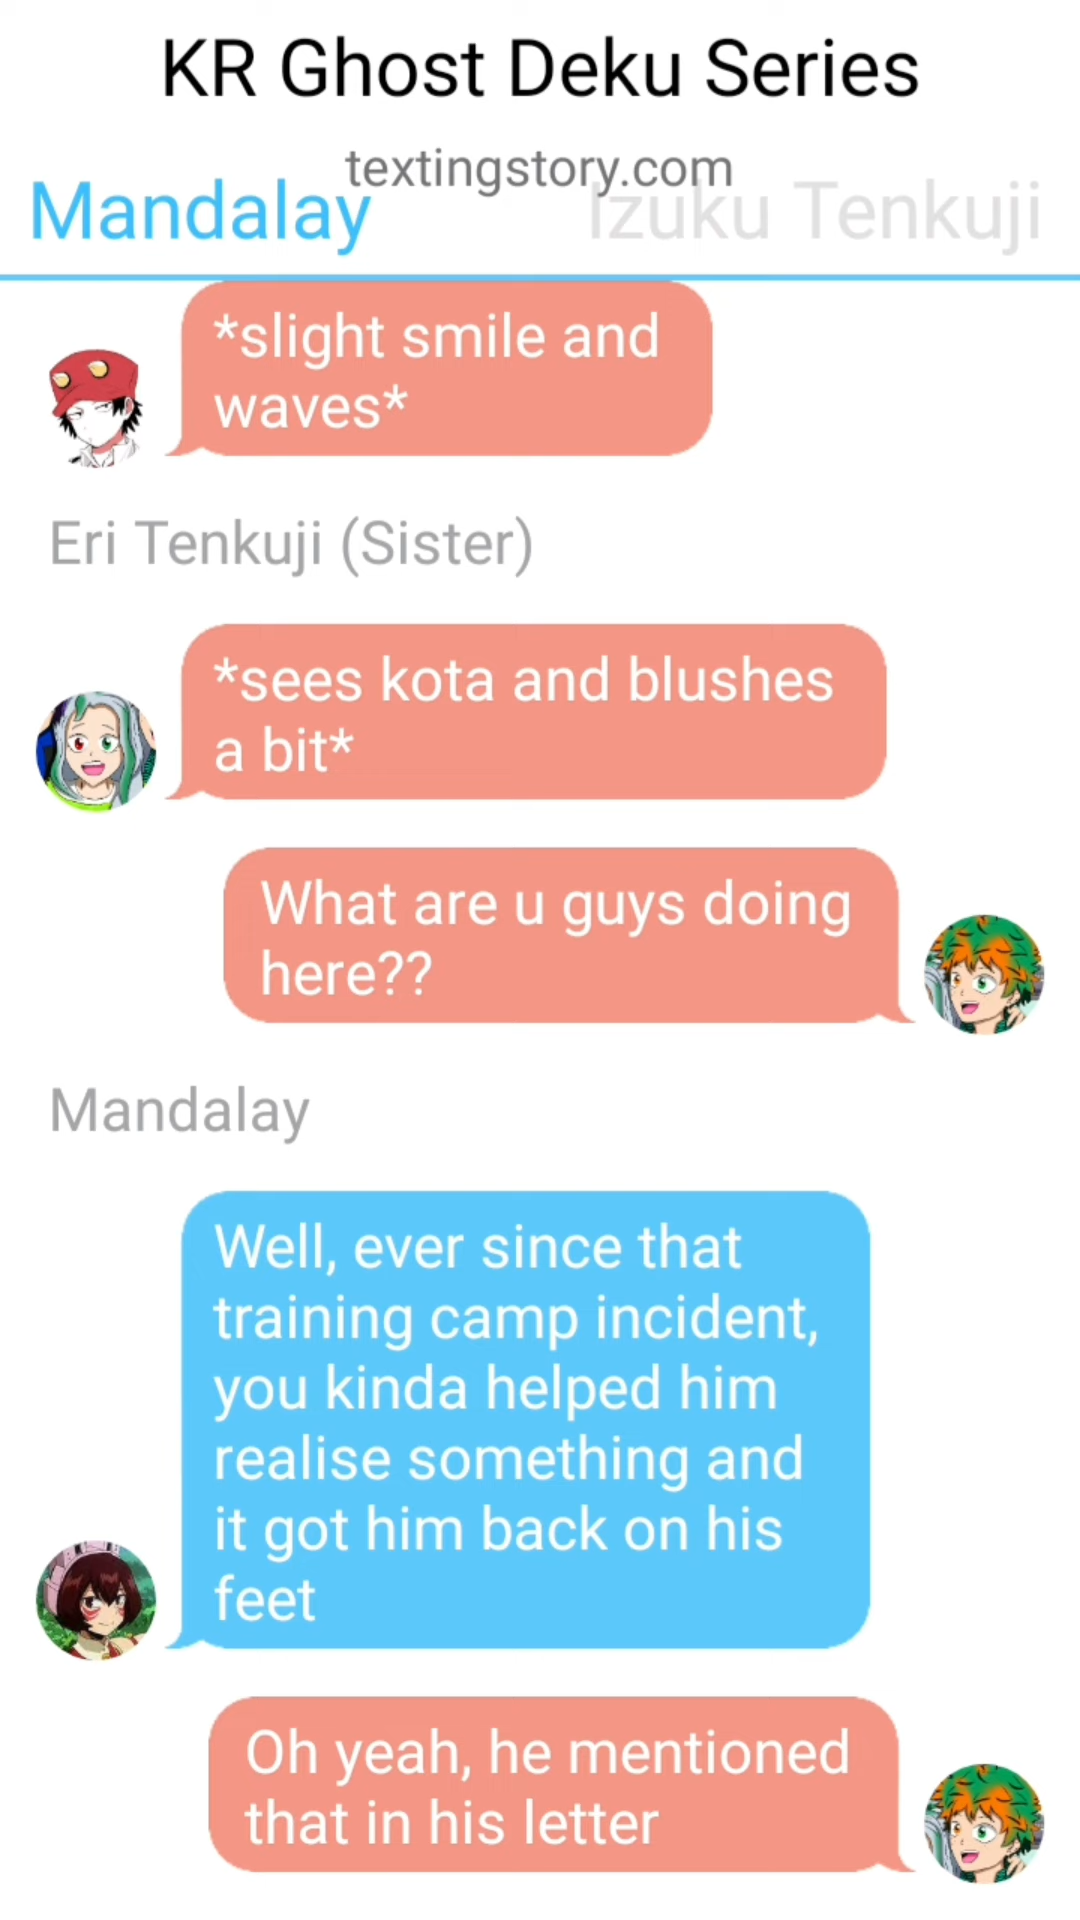 KR Ghost Deku Series
textingstory.com
Mandalay
Izuku Tenkuji
*slight smile and
waves*
Eri Tenkuji (Sister)
*sees kota and blushes
a bit*
What are u guys doing
here??
Mandalay
Well, ever since that
training camp incident,
you kinda helped him
realise something and
it got him back on his
feet
Oh yeah, he mentioned
that in his letter